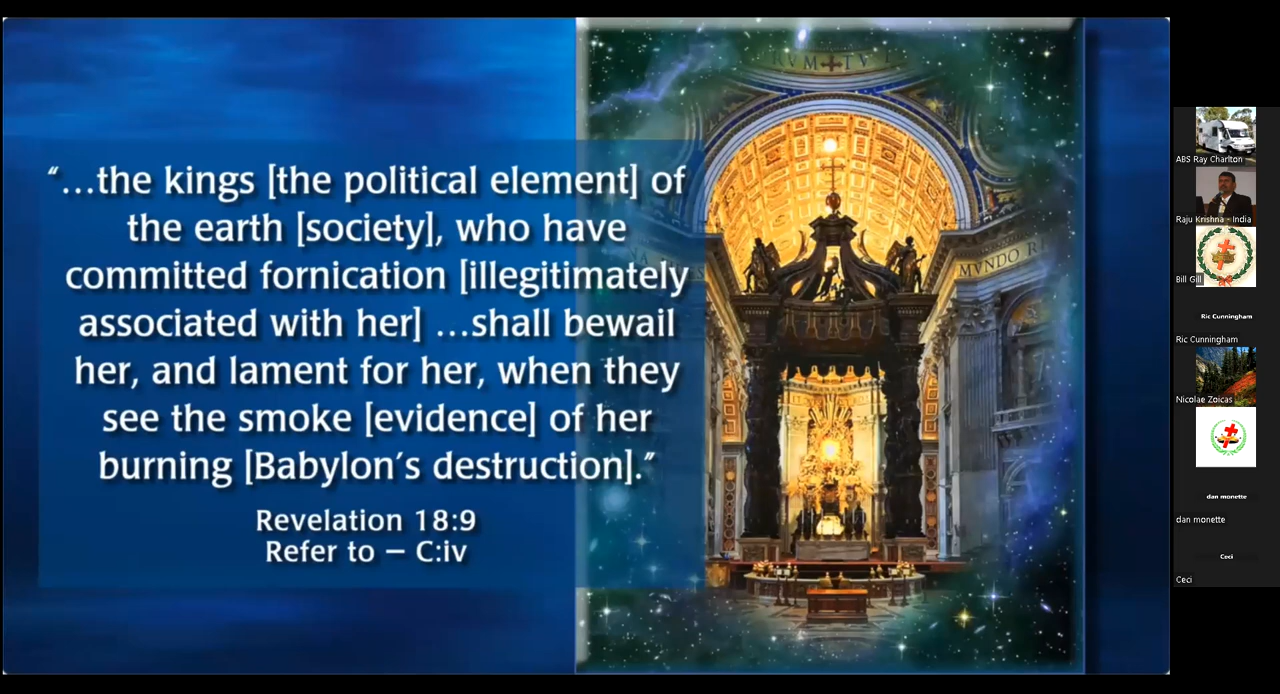 “...the kings [the political element] of
the earth [society], who have
committed fornication [illegitimately
associated with her] ...shall bewail
her, and lament for her, when they
see the smoke [evidence] of her
burning [Babylon’s destruction].”
Revelation 18:9
Refer to – C:iv
RVM ✝ TV
MVNDO R
ABS Ray Charlton
Raju Krishna - India
Bill Gill
Ric Cunningham
Ric Cunningham
Nicolae Zoicas
dan monette
dan monette
Ceci
Ceci